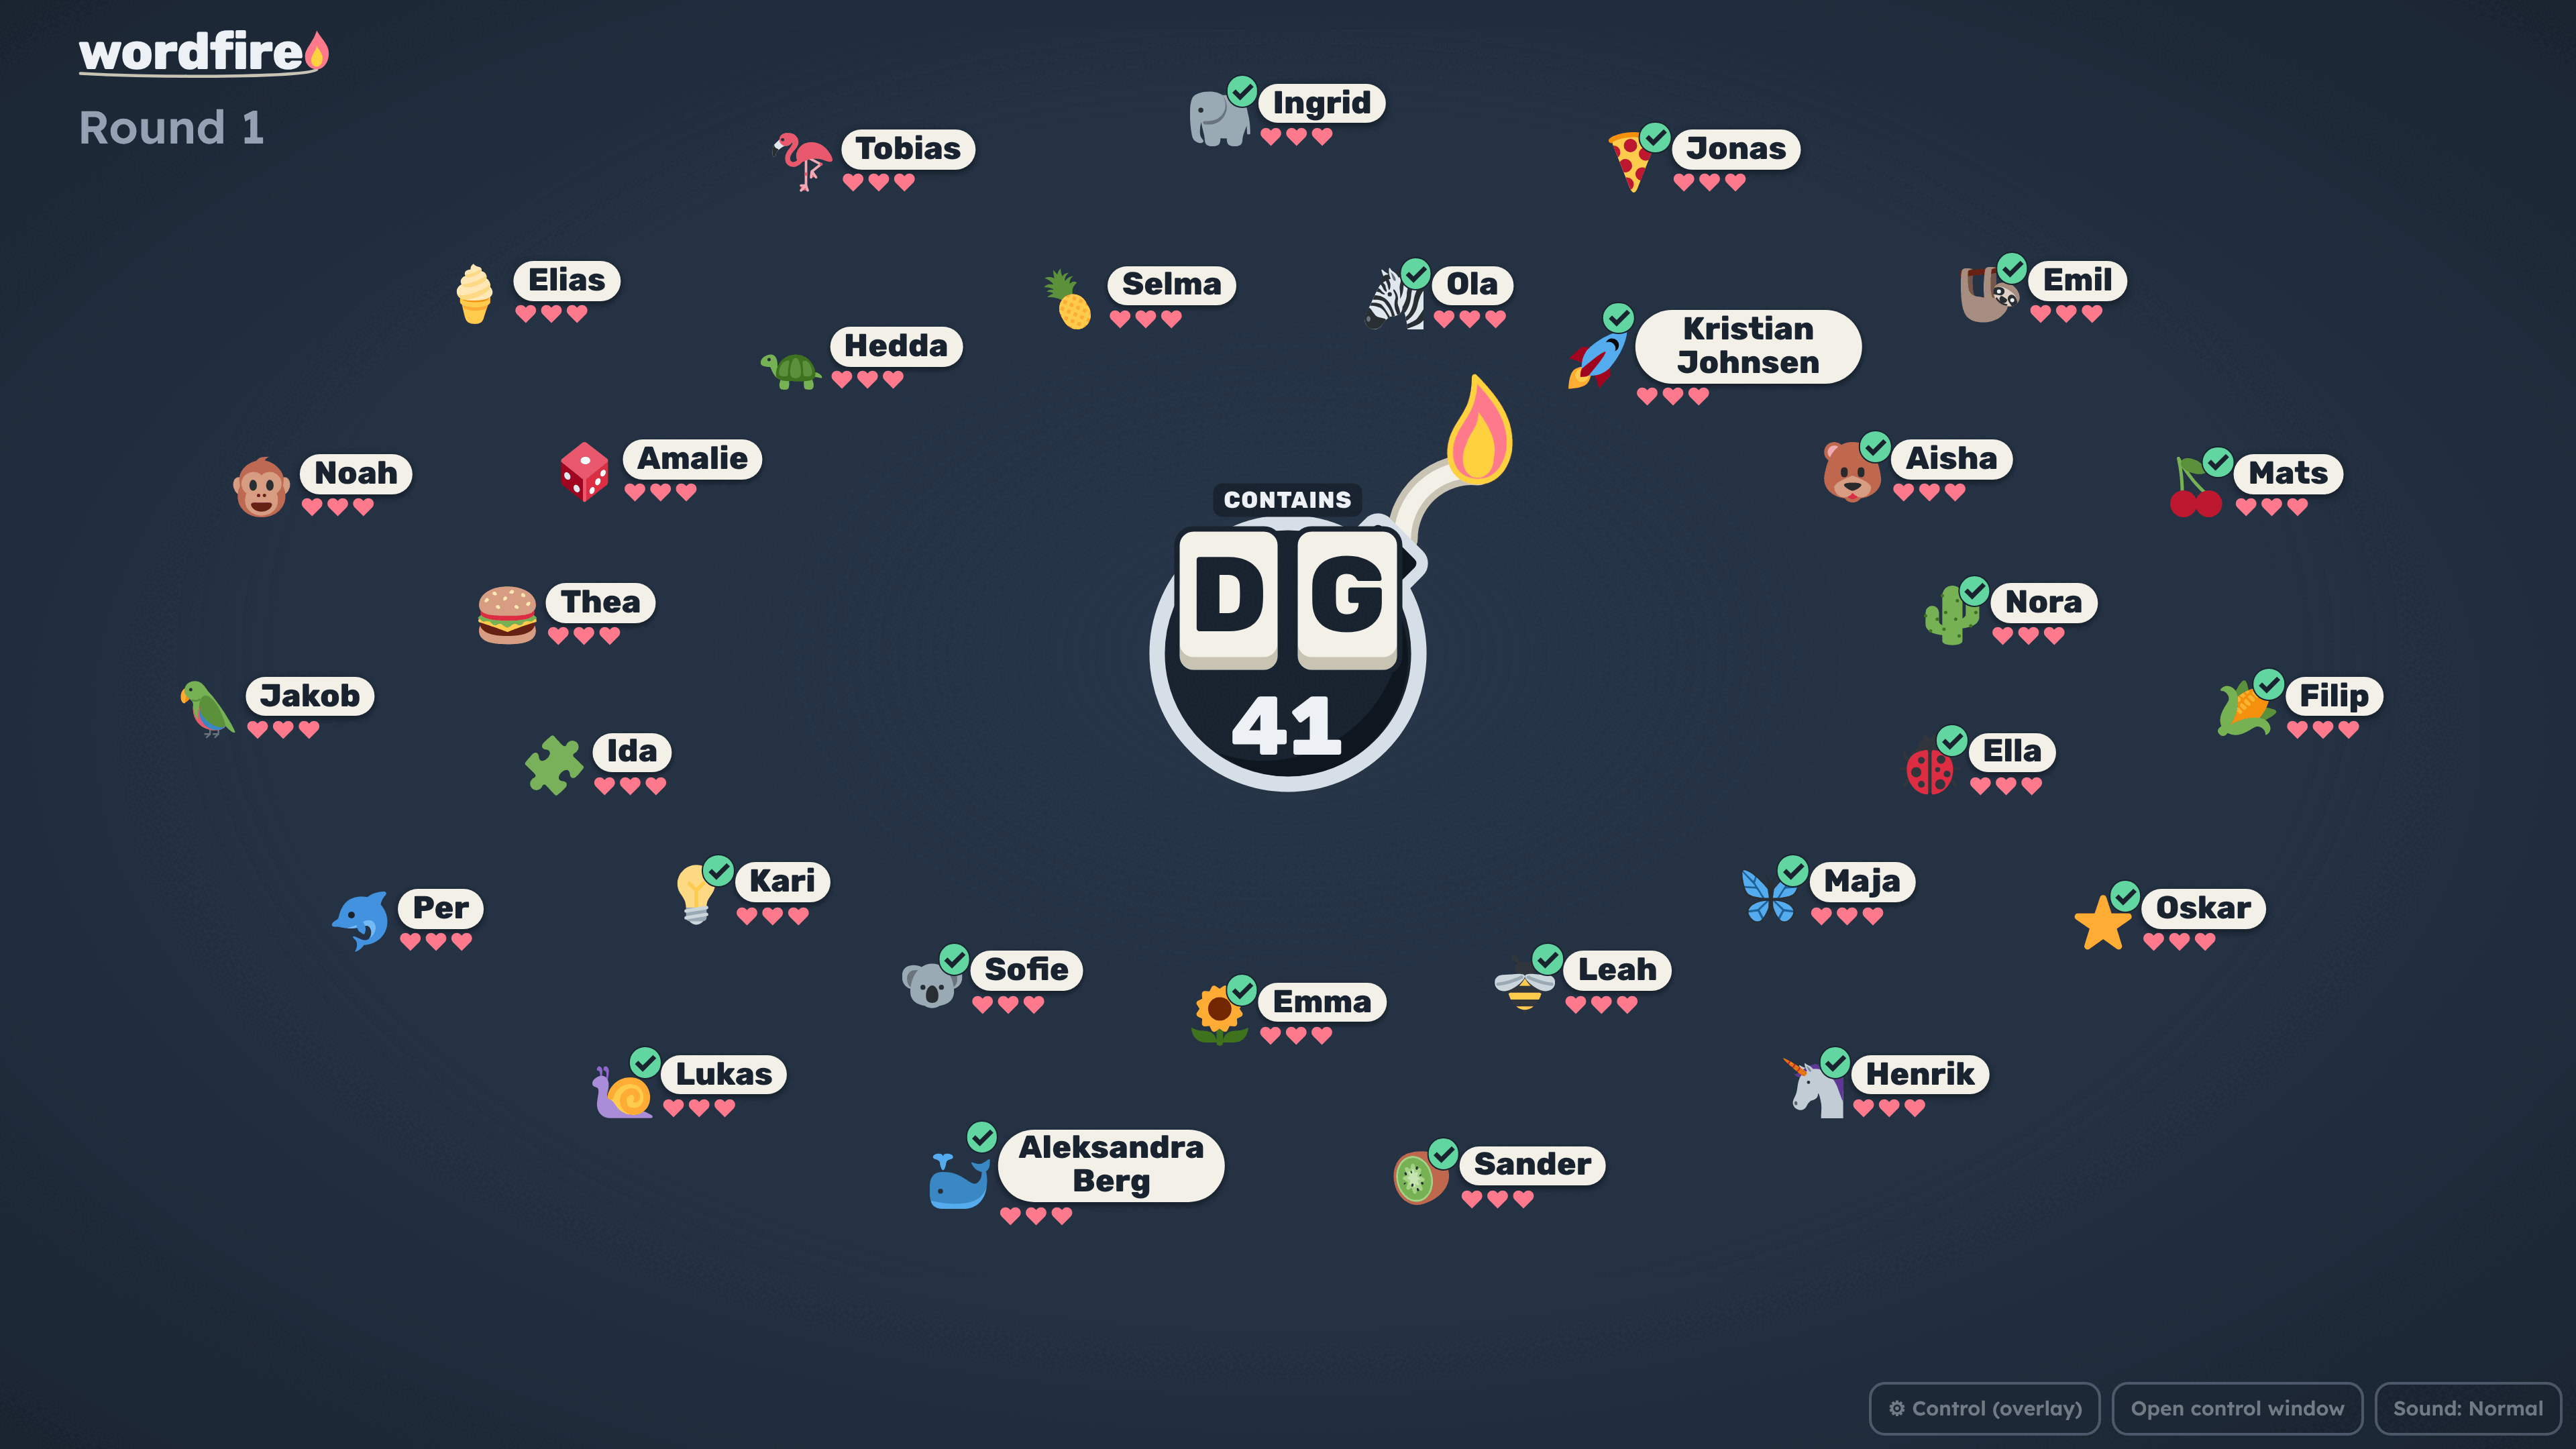 wordfire
Round 1
Ingrid
Tobias
Jonas
Elias
Selma
Ola
Emil
Kristian
Johnsen
Hedda
Noah
Amalie
Aisha
Mats
CONTAINS
D G
41
Thea
Nora
Jakob
Filip
Ida
Ella
Kari
Maja
Per
Oskar
Sofie
Leah
Emma
Lukas
Henrik
Aleksandra
Berg
Sander
⚙ Control (overlay)
Open control window
Sound: Normal